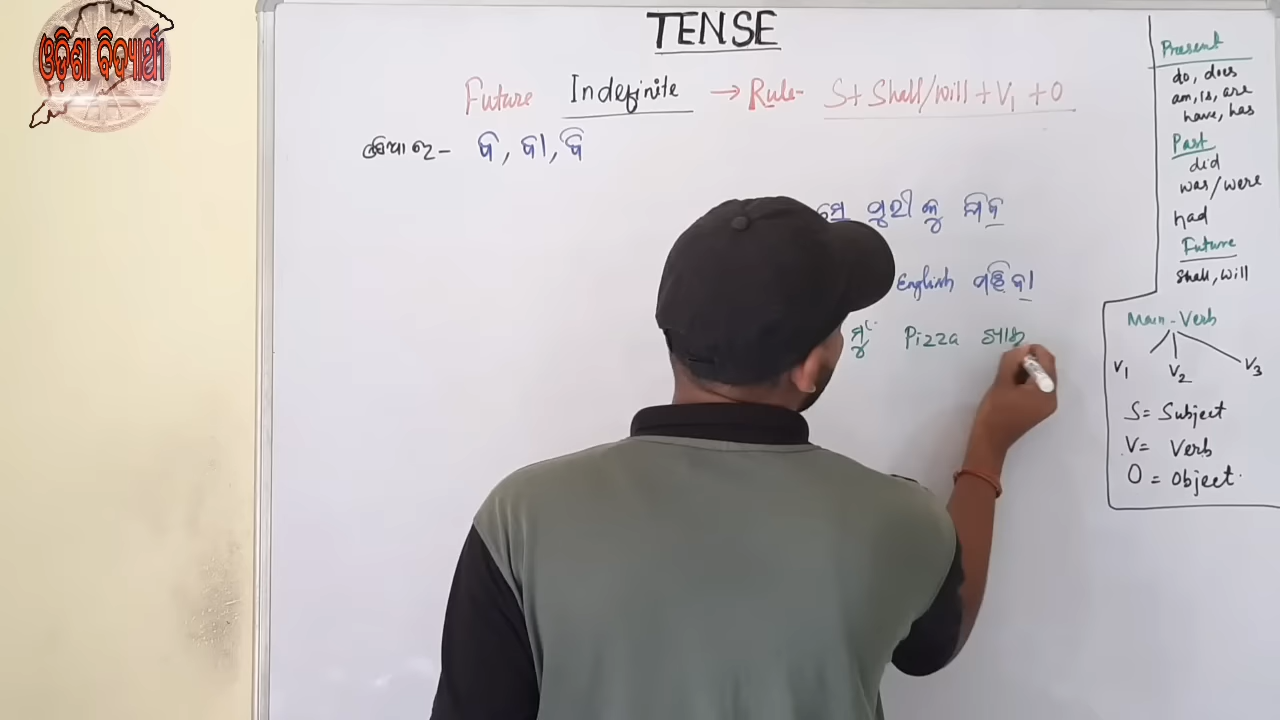 ଓଡ଼ିଶା ବିଦ୍ୟାର୍ଥୀ
TENSE
Future Indefinite → Rule- S+ Shall/will + V₁ + O
ବ, ବା, ବି
ପୁରୀ କୁ ଯିବ
English ପଢ଼ିବା
ମୁଁ Pizza ଖାଇ
Present
do, does
am, is, are
have, has
Past
did
was/were
had
Future
Shall, will
Main-Verb
V₁ V₂ V₃
S = Subject
V = Verb
O = Object.